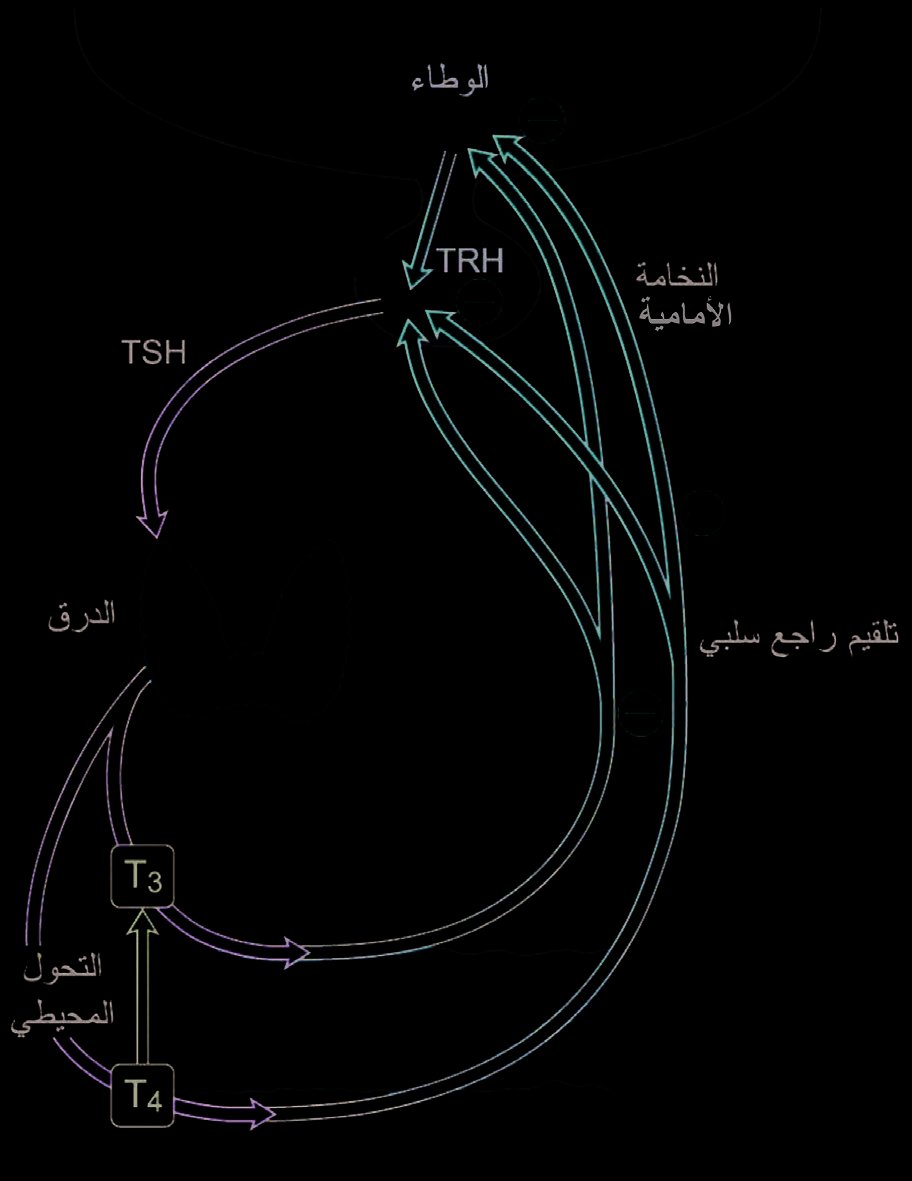 الوطاء
TRH
النخامة
الأمامية
TSH
الدرق
تلقيم راجع سلبي
T3
التحول
المحيطي
T4